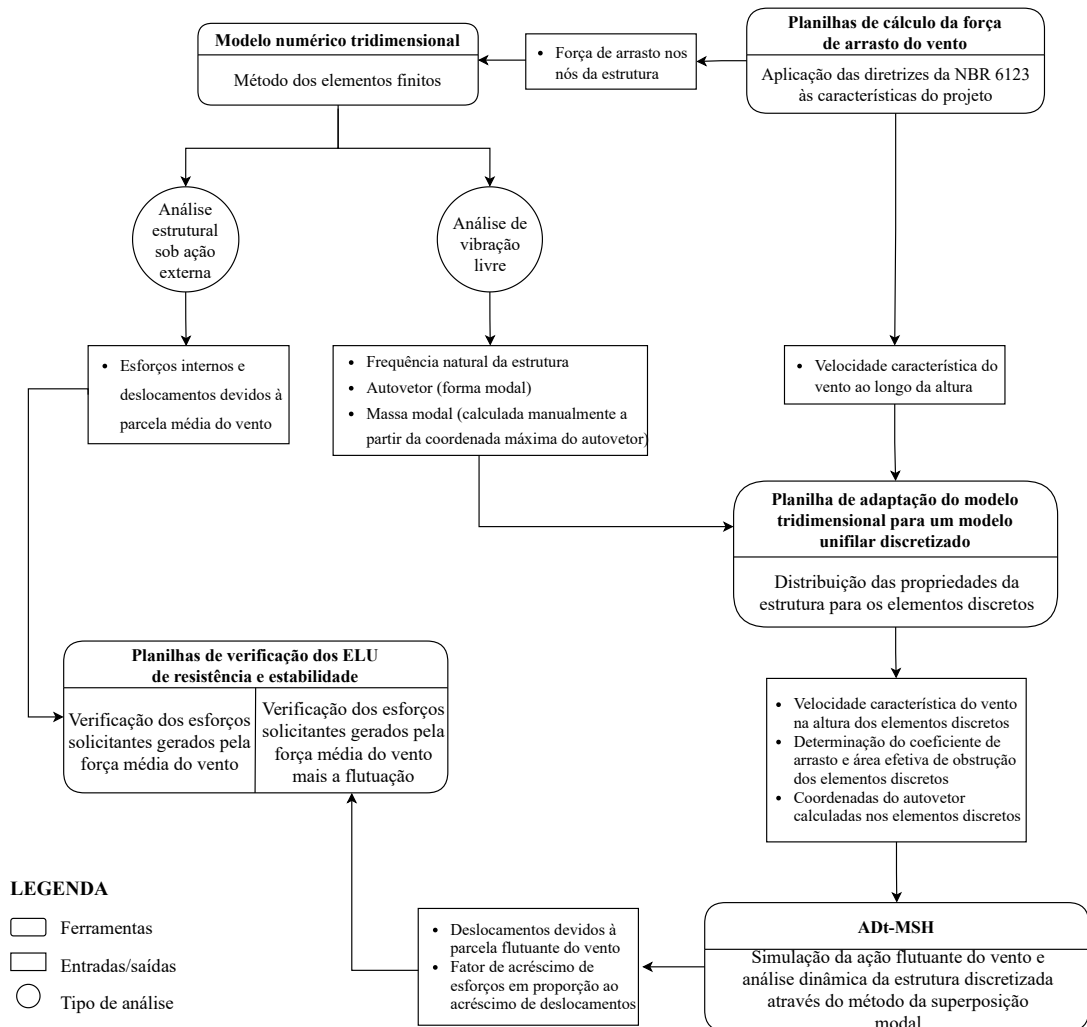 Planilhas de cálculo da força
de arrasto do vento
Aplicação das diretrizes da NBR 6123
às características do projeto
Força de arrasto nos
nós da estrutura
Modelo numérico tridimensional
Método dos elementos finitos
Análise
estrutural
sob ação
externa
Análise de
vibração
livre
Esforços internos e
deslocamentos devidos à
parcela média do vento
Frequência natural da estrutura
Autovetor (forma modal)
Massa modal (calculada manualmente a
partir da coordenada máxima do autovetor)
Velocidade característica do
vento ao longo da altura
Planilha de adaptação do modelo
tridimensional para um modelo
unifilar discretizado
Distribuição das propriedades da
estrutura para os elementos discretos
Velocidade característica do vento
na altura dos elementos discretos
Determinação do coeficiente de
arrasto e área efetiva de obstrução
dos elementos discretos
Coordenadas do autovetor
calculadas nos elementos discretos
ADt-MSH
Simulação da ação flutuante do vento e
análise dinâmica da estrutura discretizada
através do método da superposição
modal
Deslocamentos devidos à
parcela flutuante do vento
Fator de acréscimo de
esforços em proporção ao
acréscimo de deslocamentos
Planilhas de verificação dos ELU
de resistência e estabilidade
Verificação dos esforços
solicitantes gerados pela
força média do vento
Verificação dos esforços
solicitantes gerados pela
força média do vento
mais a flutuação
LEGENDA
Ferramentas
Entradas/saídas
Tipo de análise